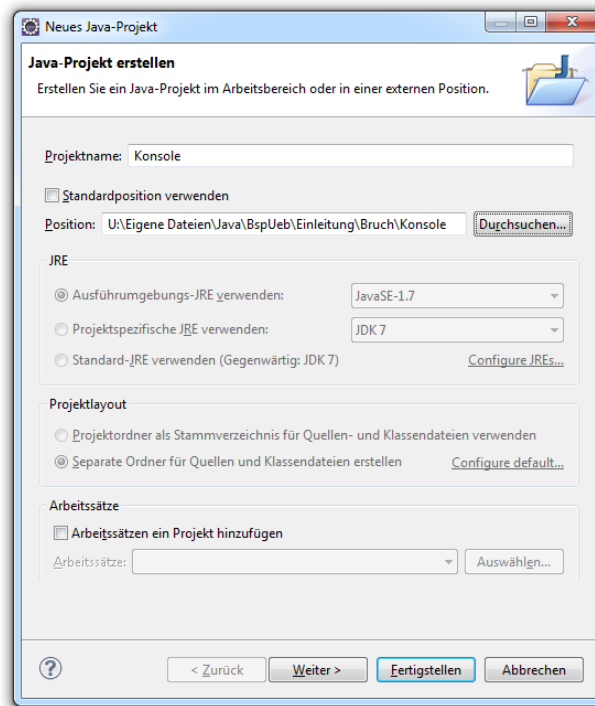 Neues Java-Projekt
Java-Projekt erstellen
Erstellen Sie ein Java-Projekt im Arbeitsbereich oder in einer externen Position.
Projektname: Konsole
Standardposition verwenden
Position: U:\Eigene Dateien\Java\BspUeb\Einleitung\Bruch\Konsole Durchsuchen...
JRE
Ausführumgebungs-JRE verwenden: JavaSE-1.7
Projektspezifische JRE verwenden: JDK 7
Standard-JRE verwenden (Gegenwärtig: JDK 7) Configure JREs...
Projektlayout
Projektordner als Stammverzeichnis für Quellen- und Klassendateien verwenden
Separate Ordner für Quellen und Klassendateien erstellen Configure default...
Arbeitssätze
Arbeitssätzen ein Projekt hinzufügen
Arbeitssätze: Auswählen...
? < Zurück Weiter > Fertigstellen Abbrechen